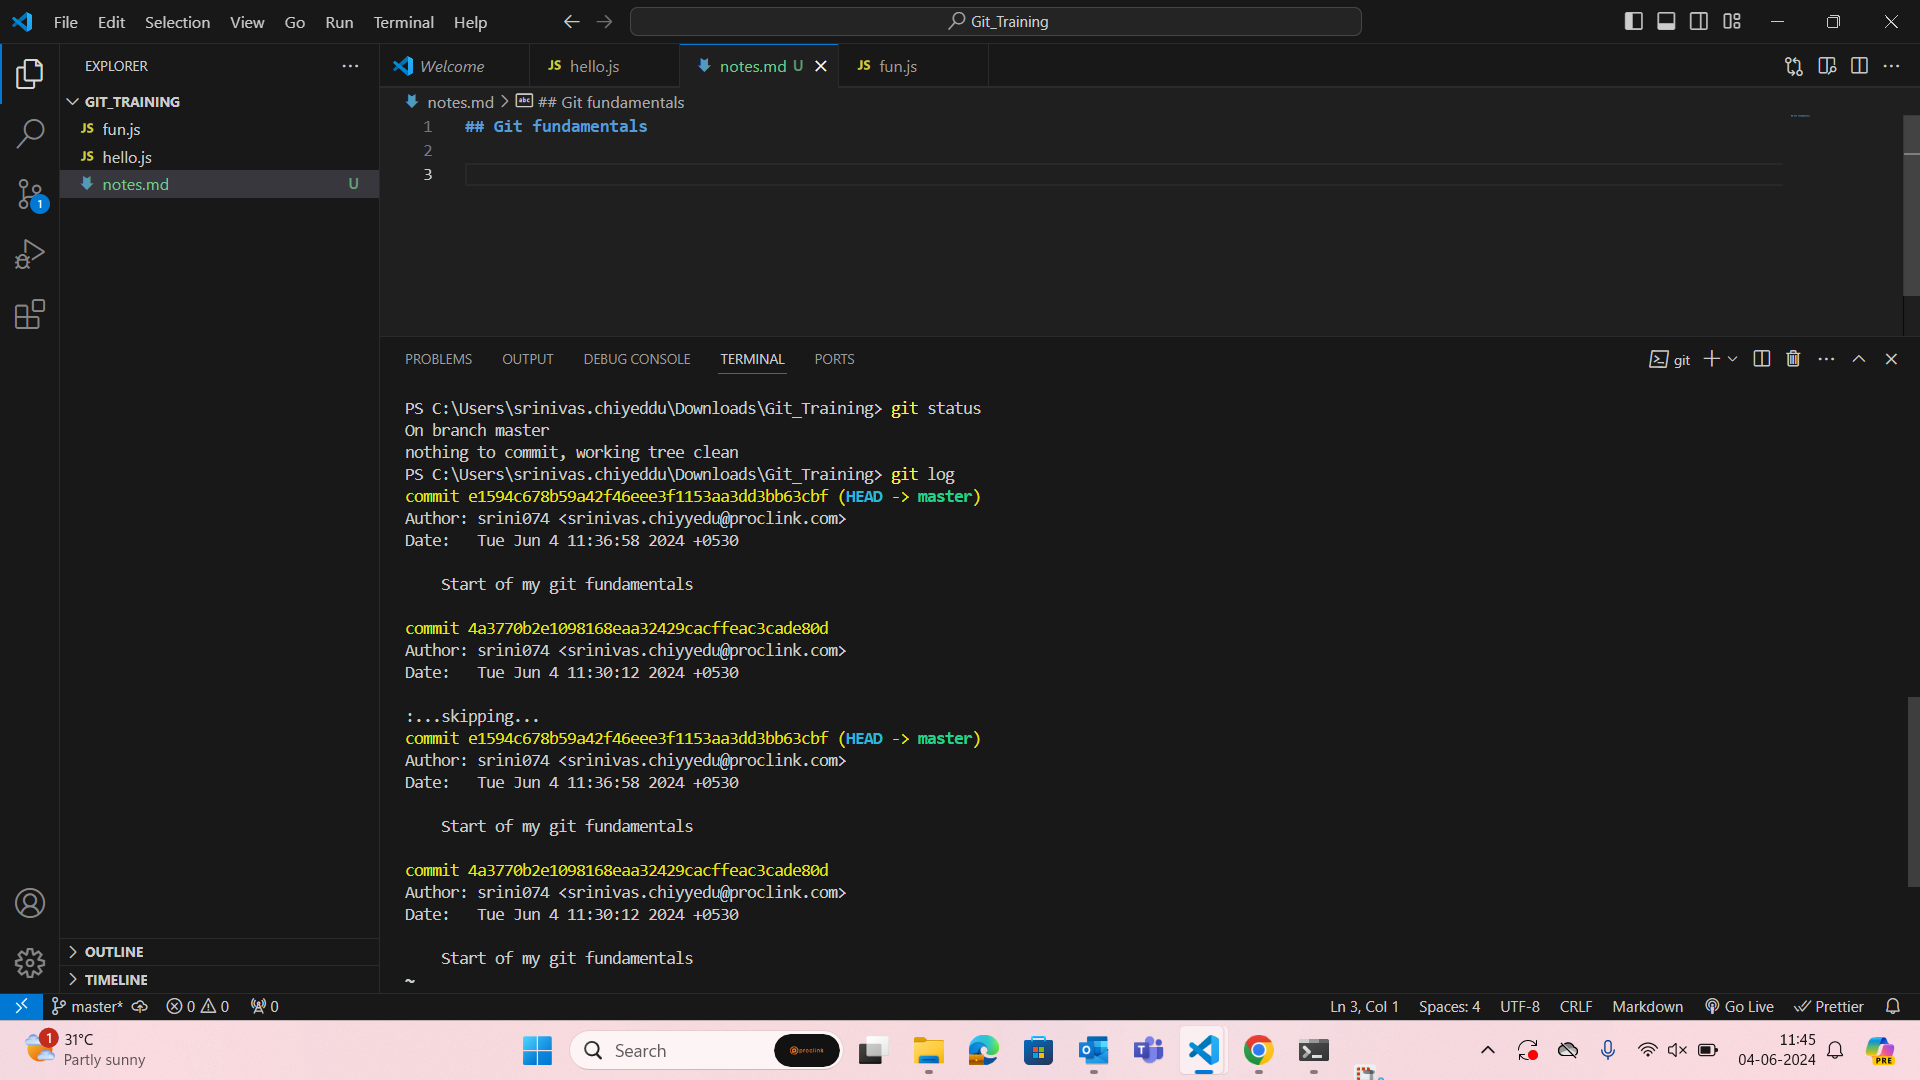 File Edit Selection View Go Run Terminal Help
Git_Training
EXPLORER
GIT_TRAINING
JS fun.js
JS hello.js
notes.md U
1
OUTLINE
TIMELINE
Welcome
JS hello.js
notes.md U
JS fun.js
notes.md > abc ## Git fundamentals
1 ## Git fundamentals
2
3
PROBLEMS OUTPUT DEBUG CONSOLE TERMINAL PORTS
git
PS C:\Users\srinivas.chiyeddu\Downloads\Git_Training> git status
On branch master
nothing to commit, working tree clean
PS C:\Users\srinivas.chiyeddu\Downloads\Git_Training> git log
commit e1594c678b59a42f46eee3f1153aa3dd3bb63cbf (HEAD -> master)
Author: srini074 <srinivas.chiyyedu@proclink.com>
Date:   Tue Jun 4 11:36:58 2024 +0530
Start of my git fundamentals
commit 4a3770b2e1098168eaa32429cacffeac3cade80d
Author: srini074 <srinivas.chiyyedu@proclink.com>
Date:   Tue Jun 4 11:30:12 2024 +0530
:...skipping...
commit e1594c678b59a42f46eee3f1153aa3dd3bb63cbf (HEAD -> master)
Author: srini074 <srinivas.chiyyedu@proclink.com>
Date:   Tue Jun 4 11:36:58 2024 +0530
Start of my git fundamentals
commit 4a3770b2e1098168eaa32429cacffeac3cade80d
Author: srini074 <srinivas.chiyyedu@proclink.com>
Date:   Tue Jun 4 11:30:12 2024 +0530
Start of my git fundamentals
~
master* 0 0 0 Ln 3, Col 1 Spaces: 4 UTF-8 CRLF Markdown Go Live Prettier
1
31°C
Partly sunny
Search
proclink
11:45
04-06-2024
PRE